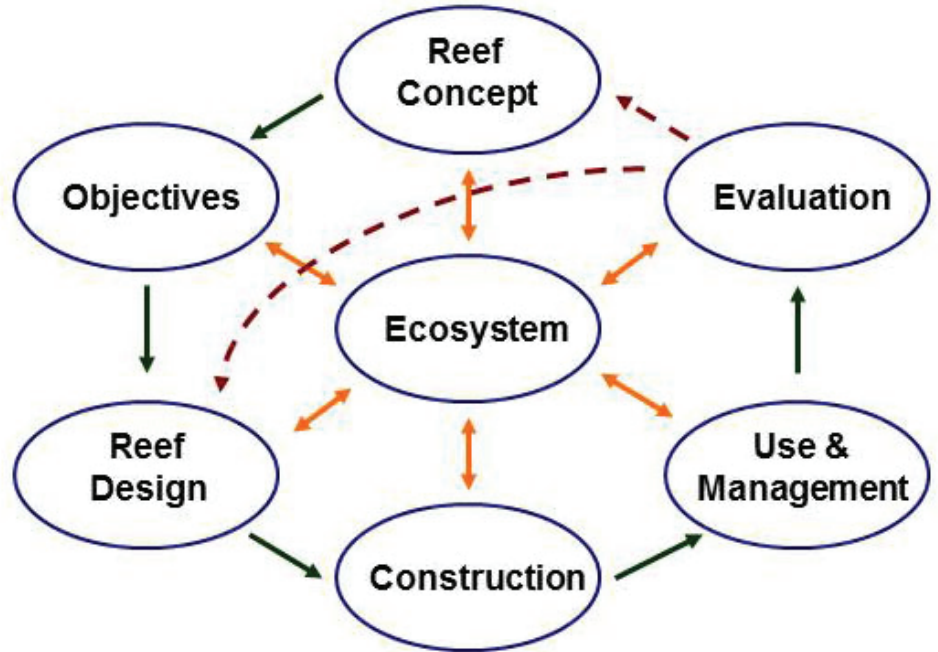 Reef
Concept
Objectives
Evaluation
Ecosystem
Reef
Design
Use &
Management
Construction